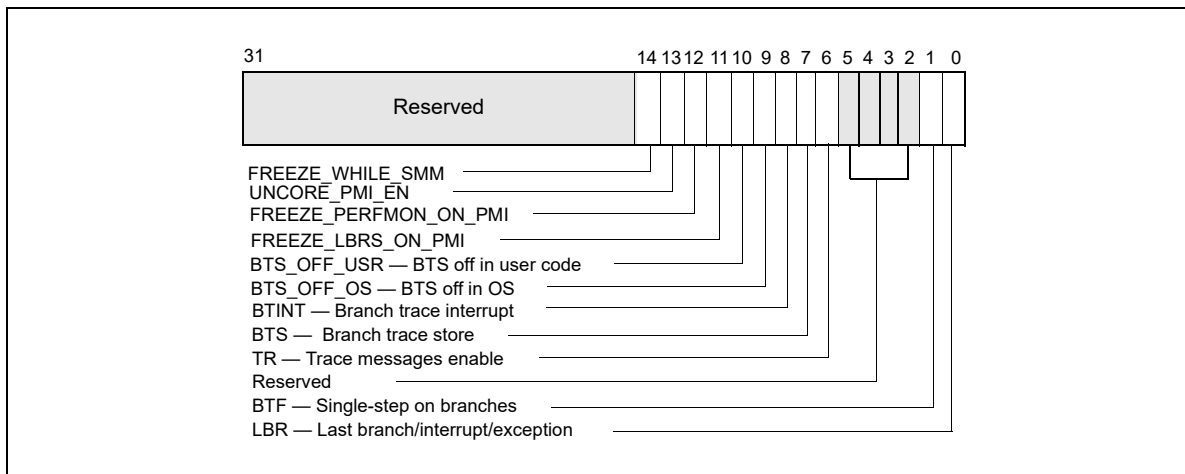 31 14 13 12 11 10 9 8 7 6 5 4 3 2 1 0
Reserved
FREEZE_WHILE_SMM
UNCORE_PMI_EN
FREEZE_PERFMON_ON_PMI
FREEZE_LBRS_ON_PMI
BTS_OFF_USR — BTS off in user code
BTS_OFF_OS — BTS off in OS
BTINT — Branch trace interrupt
BTS — Branch trace store
TR — Trace messages enable
Reserved
BTF — Single-step on branches
LBR — Last branch/interrupt/exception